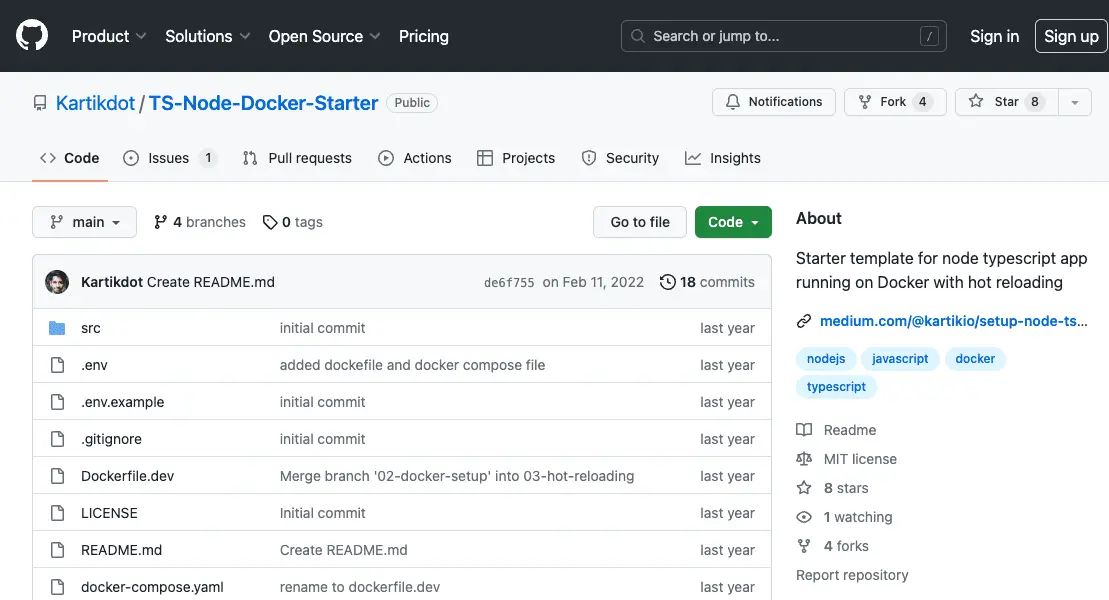 Product Solutions Open Source Pricing Search or jump to... / Sign in Sign up
Kartikdot / TS-Node-Docker-Starter Public Notifications Fork 4 Star 8
Code Issues 1 Pull requests Actions Projects Security Insights
main 4 branches 0 tags Go to file Code
Kartikdot Create README.md de6f755 on Feb 11, 2022 18 commits
src initial commit last year
.env added dockefile and docker compose file last year
.env.example initial commit last year
.gitignore initial commit last year
Dockerfile.dev Merge branch '02-docker-setup' into 03-hot-reloading last year
LICENSE Initial commit last year
README.md Create README.md last year
docker-compose.yaml rename to dockerfile.dev last year
About
Starter template for node typescript app
running on Docker with hot reloading
medium.com/@kartikio/setup-node-ts...
nodejs javascript docker
typescript
Readme
MIT license
8 stars
1 watching
4 forks
Report repository